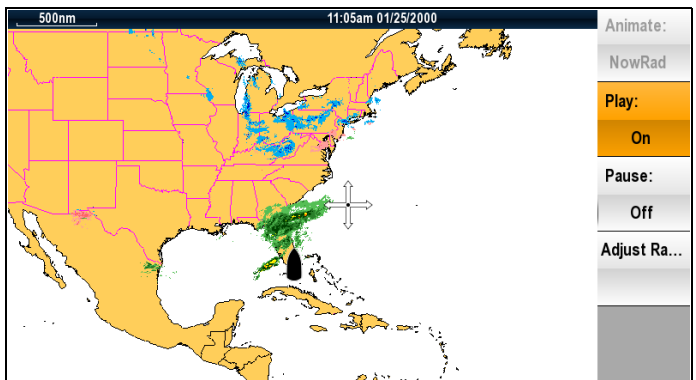 500nm
11:05am 01/25/2000
Animate:
NowRad
Play:
On
Pause:
Off
Adjust Ra...